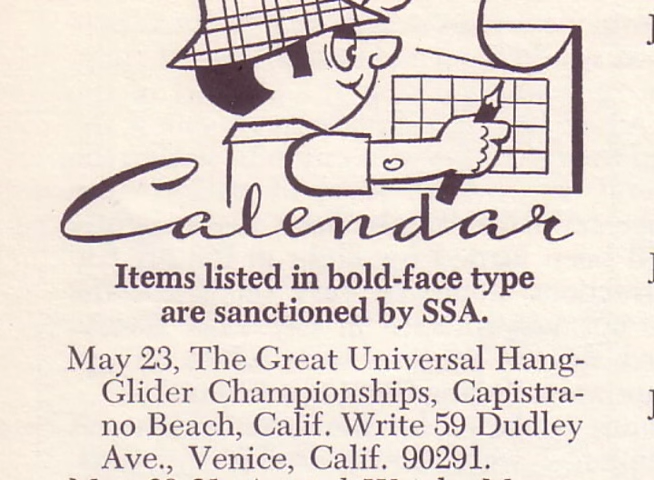 Calendar
Items listed in bold-face type
are sanctioned by SSA.
May 23, The Great Universal Hang-
Glider Championships, Capistra-
no Beach, Calif. Write 59 Dudley
Ave., Venice, Calif. 90291.